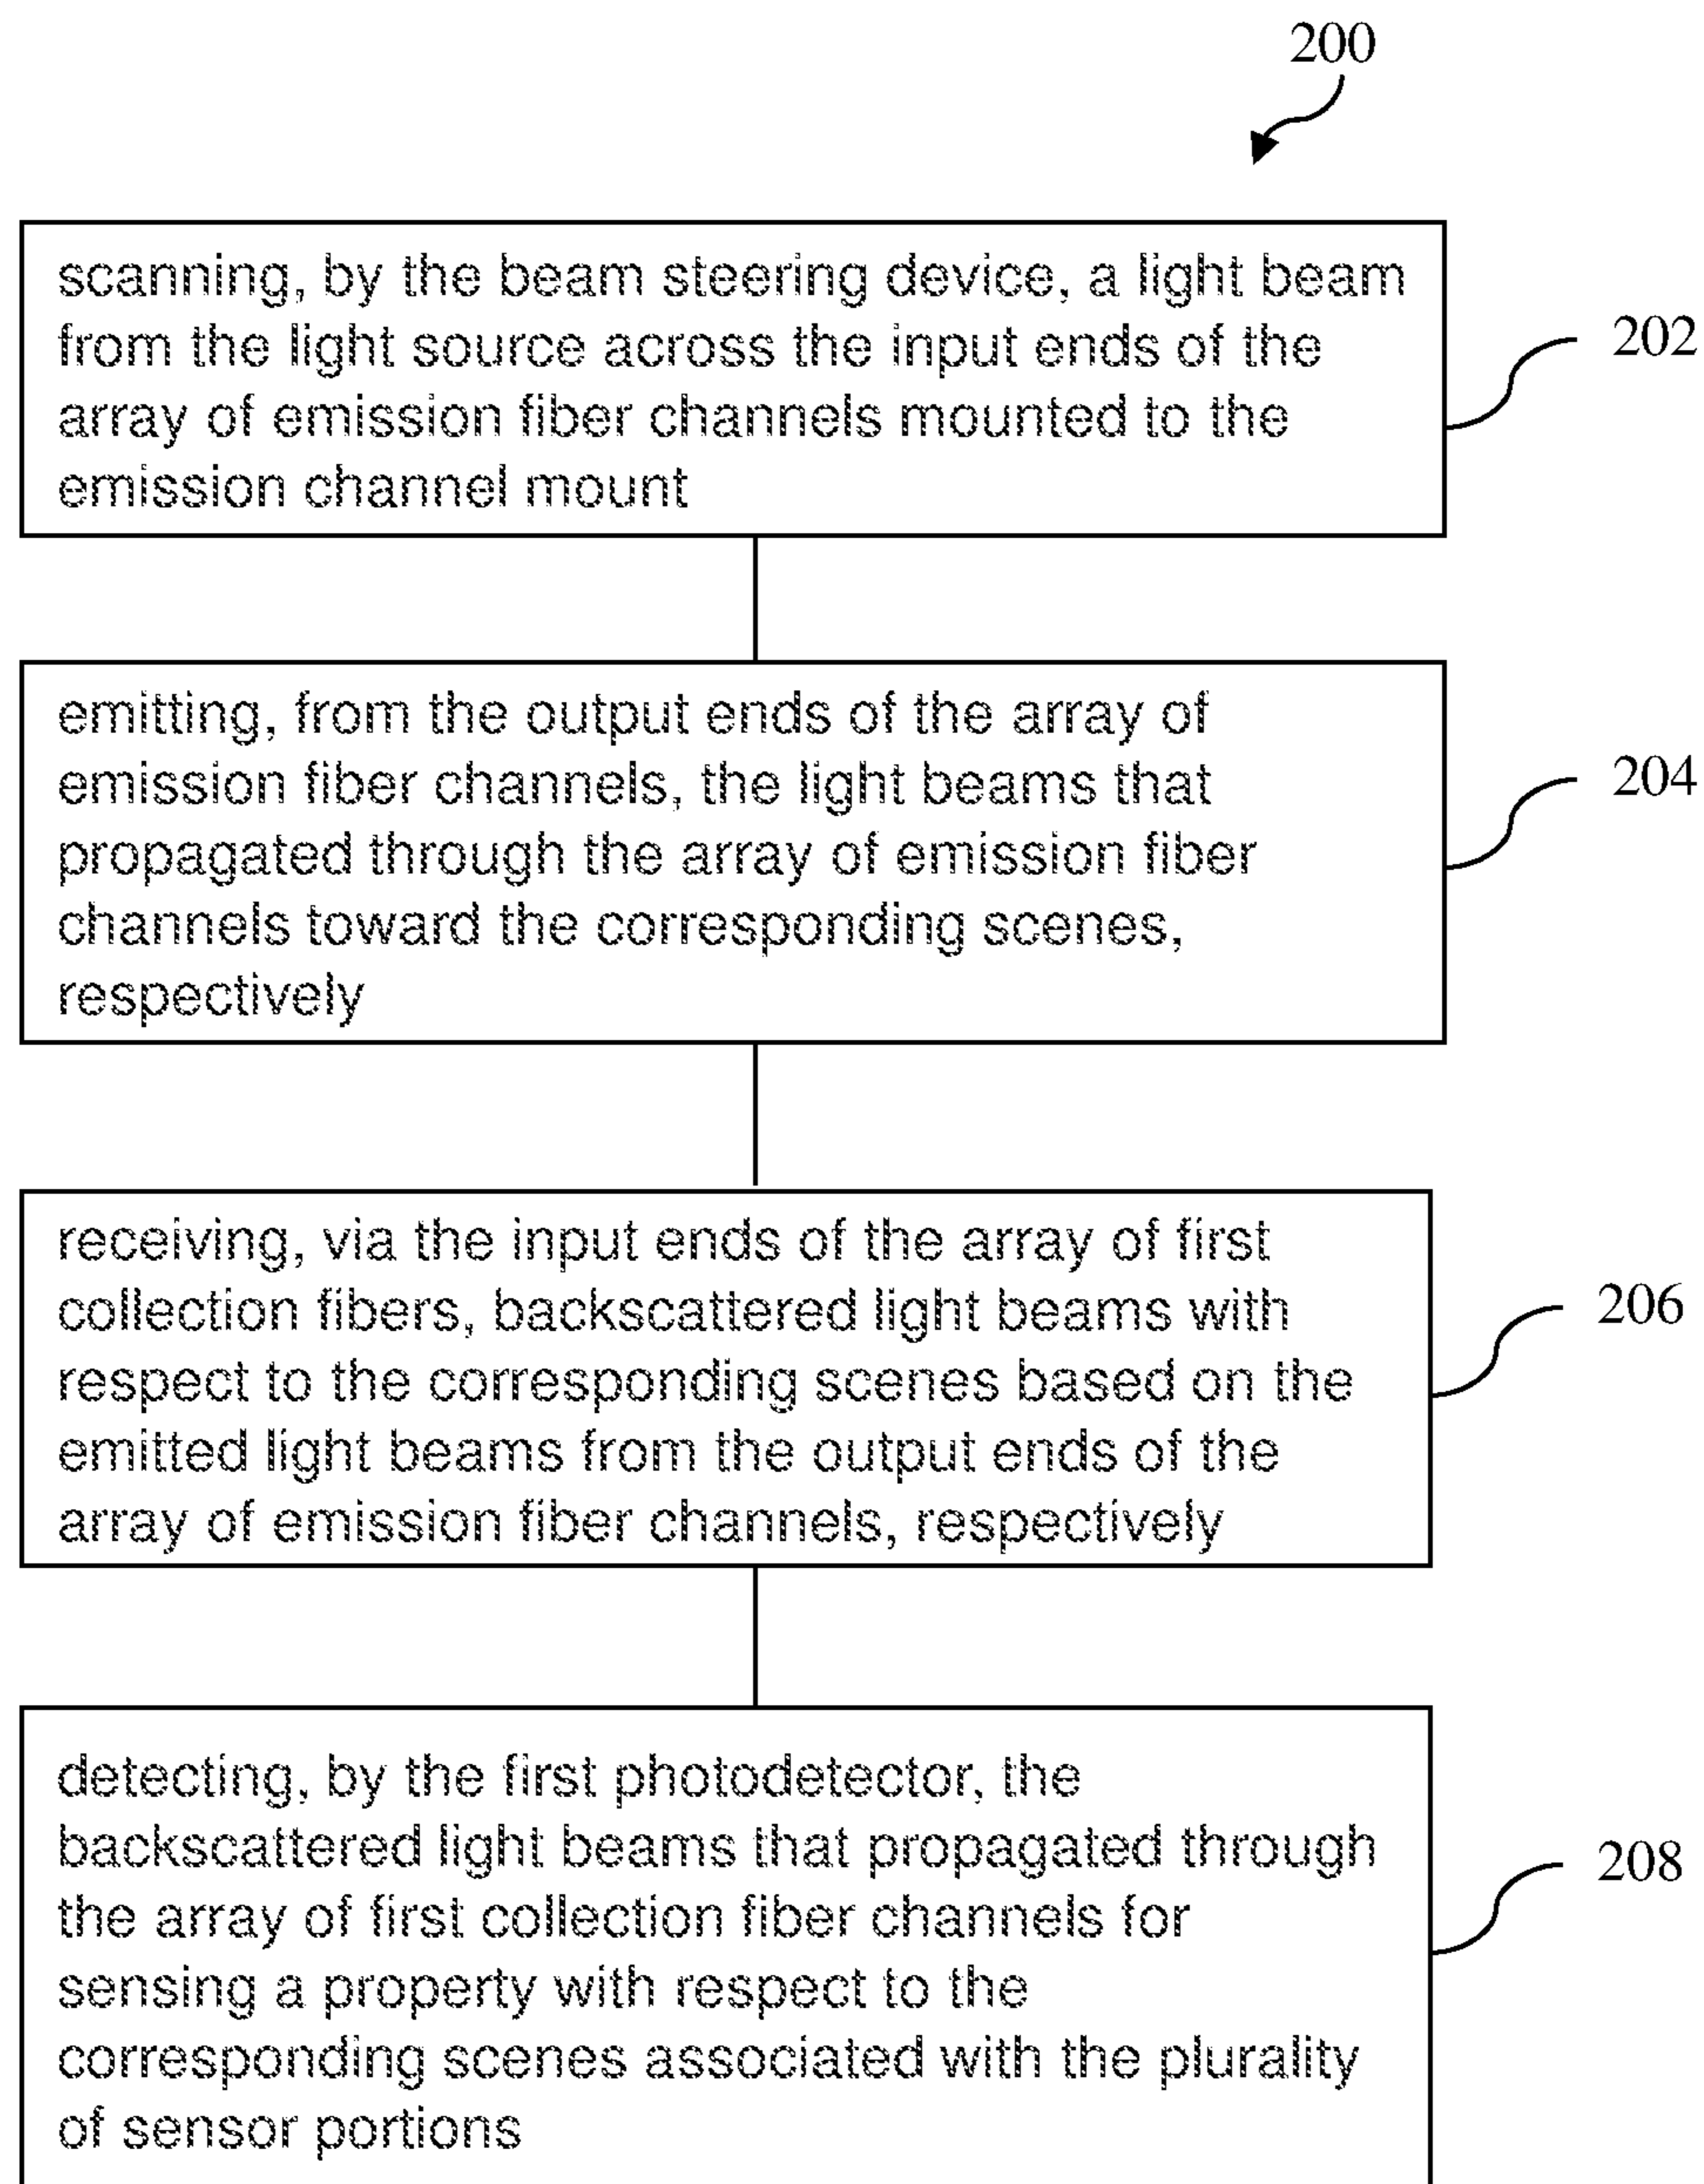 200
scanning, by the beam steering device, a light beam
from the light source across the input ends of the
array of emission fiber channels mounted to the
emission channel mount
202
emitting, from the output ends of the array of
emission fiber channels, the light beams that
propagated through the array of emission fiber
channels toward the corresponding scenes,
respectively
204
receiving, via the input ends of the array of first
collection fibers, backscattered light beams with
respect to the corresponding scenes based on the
emitted light beams from the output ends of the
array of emission fiber channels, respectively
206
detecting, by the first photodetector, the
backscattered light beams that propagated through
the array of first collection fiber channels for
sensing a property with respect to the
corresponding scenes associated with the plurality
of sensor portions
208